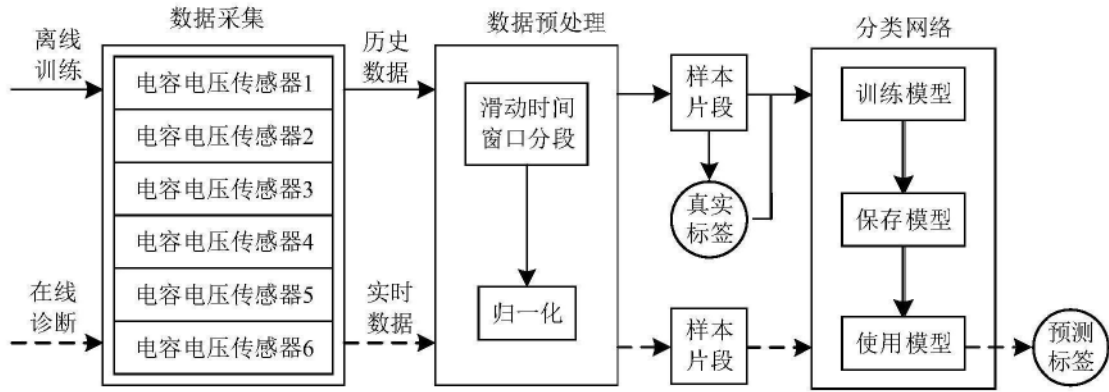 数据采集
数据预处理
分类网络
离线
训练
历史
数据
电容电压传感器1
电容电压传感器2
电容电压传感器3
电容电压传感器4
电容电压传感器5
电容电压传感器6
滑动时间
窗口分段
归一化
样本
片段
真实
标签
训练模型
保存模型
使用模型
在线
诊断
实时
数据
样本
片段
预测
标签